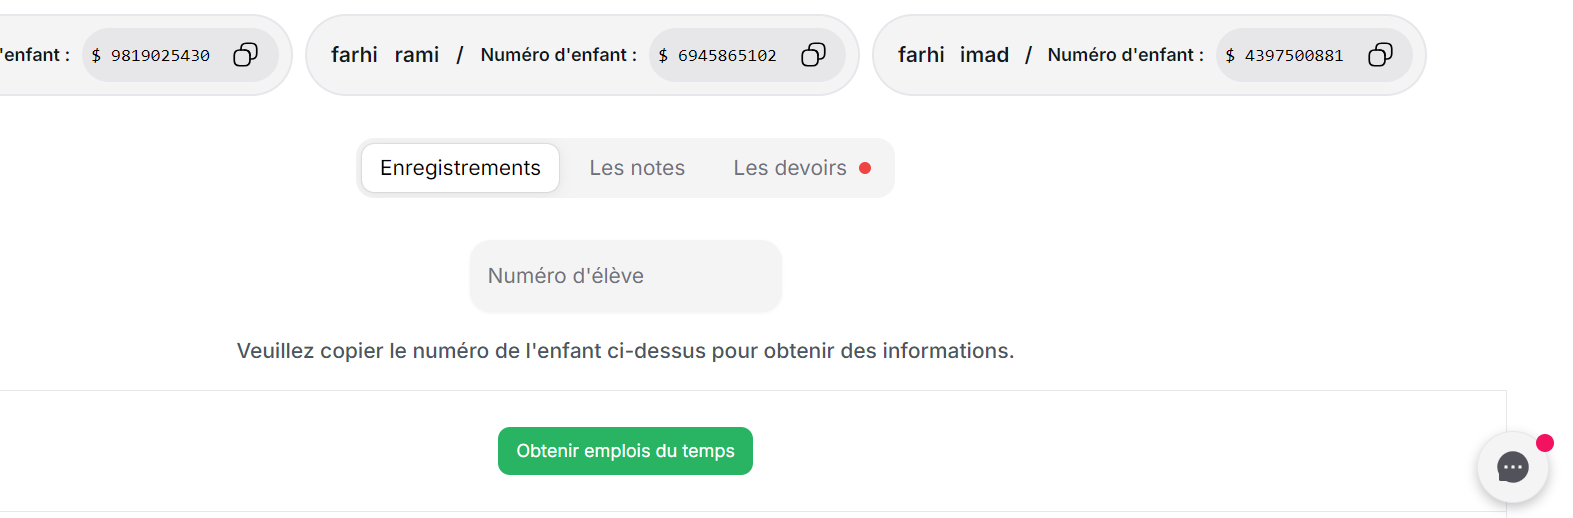 'enfant : $ 9819025430
farhi rami / Numéro d'enfant : $ 6945865102
farhi imad / Numéro d'enfant : $ 4397500881
Enregistrements Les notes Les devoirs
Numéro d'élève
Veuillez copier le numéro de l'enfant ci-dessus pour obtenir des informations.
Obtenir emplois du temps